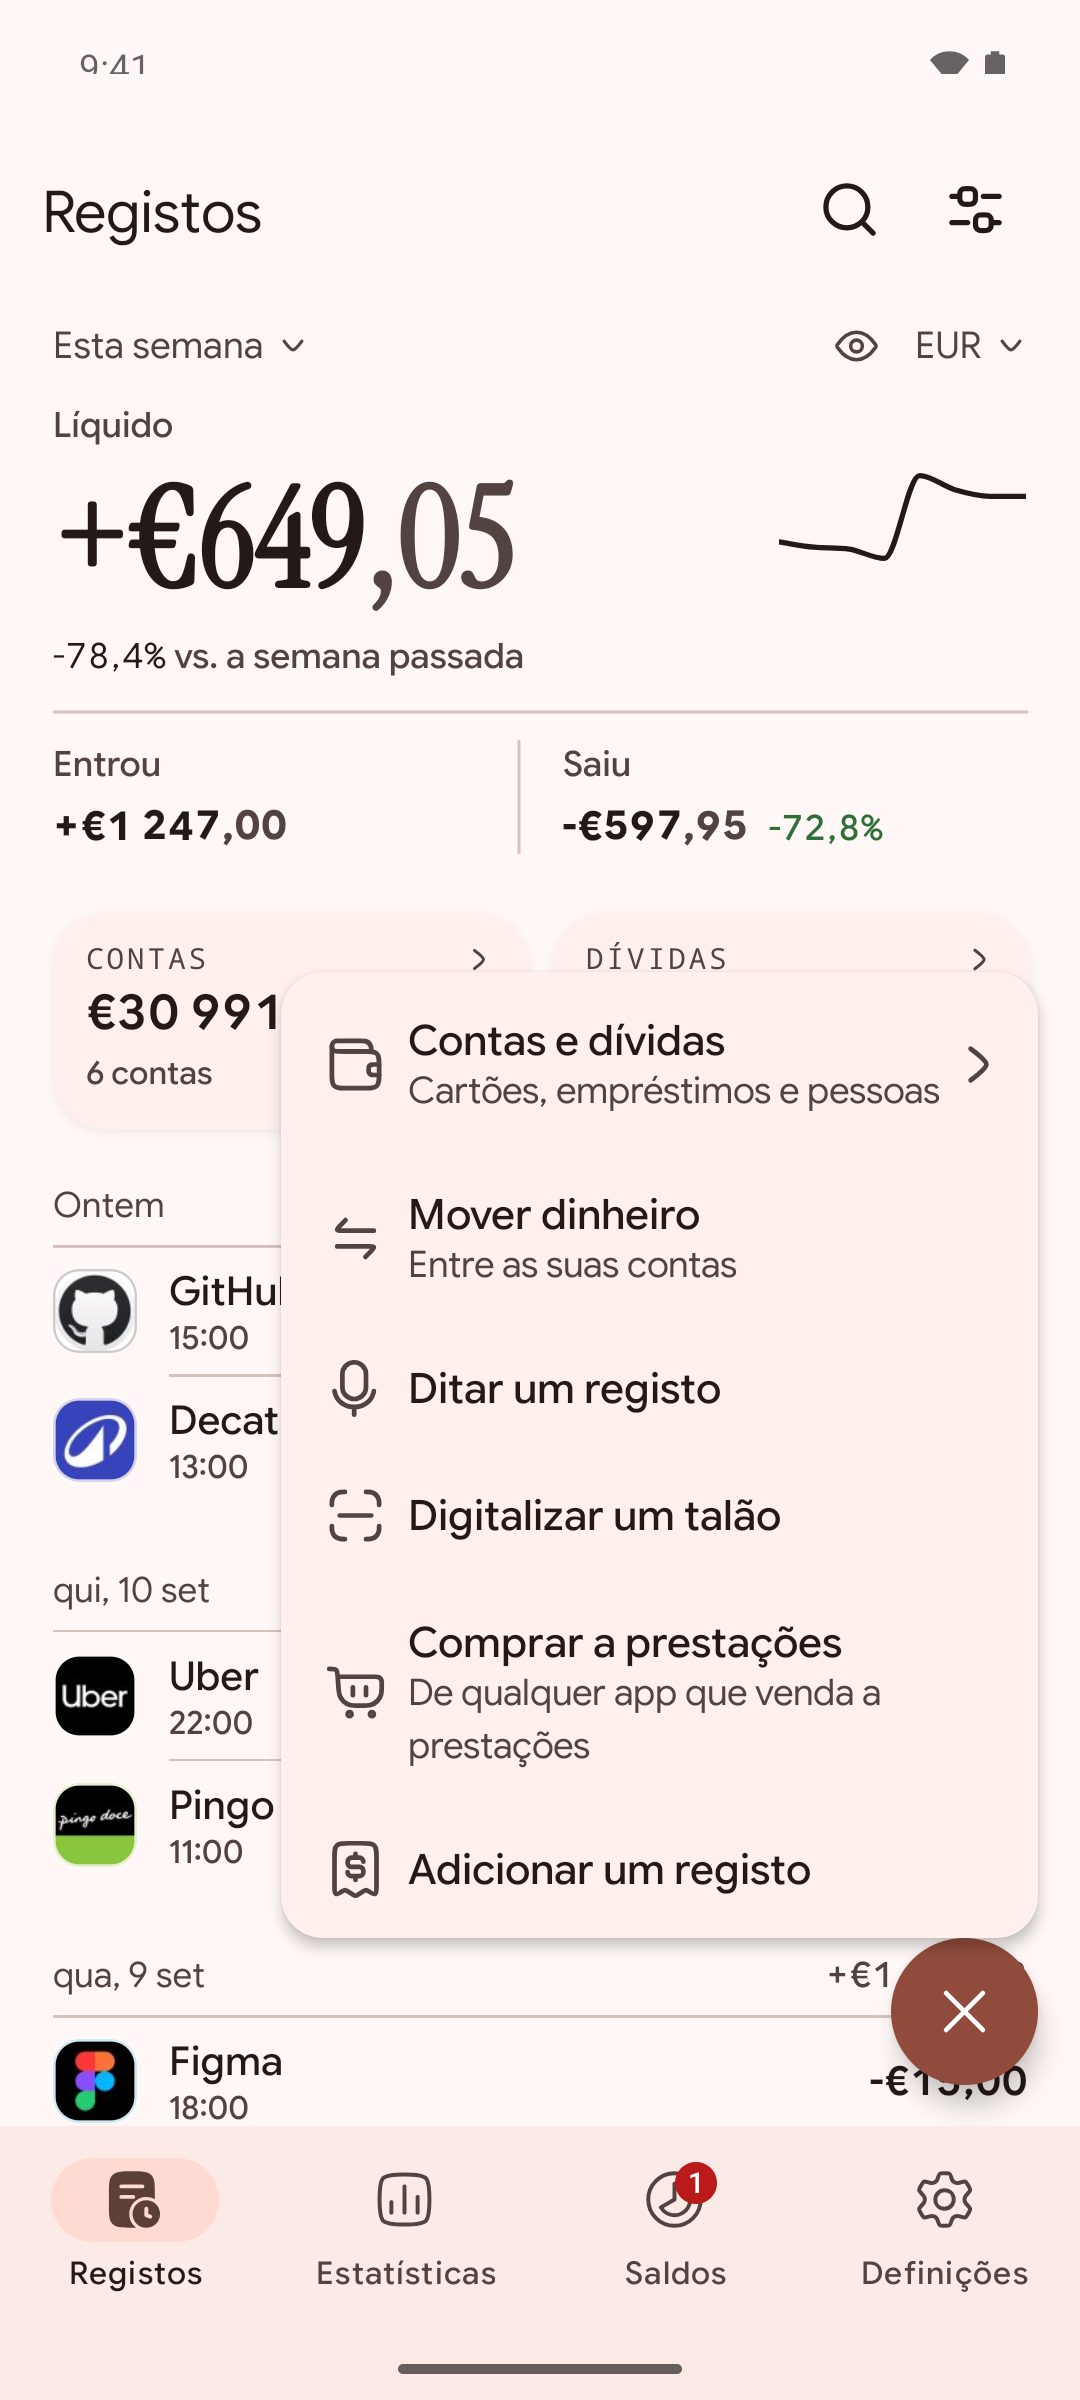 9:41
Registos
Esta semana
EUR
Líquido
+€649,05
-78,4% vs. a semana passada
Entrou
Saiu
+€1 247,00
-€597,95 -72,8%
CONTAS
DÍVIDAS
€30 991
6 contas
Contas e dívidas
Cartões, empréstimos e pessoas
Mover dinheiro
Entre as suas contas
Ditar um registo
Digitalizar um talão
Comprar a prestações
De qualquer app que venda a
prestações
Adicionar um registo
Ontem
15:00
13:00
qui, 10 set
Uber
Uber
22:00
pingo doce
Pingo
11:00
qua, 9 set
+€1
Figma
18:00
1
Registos
Estatísticas
Saldos
Definições